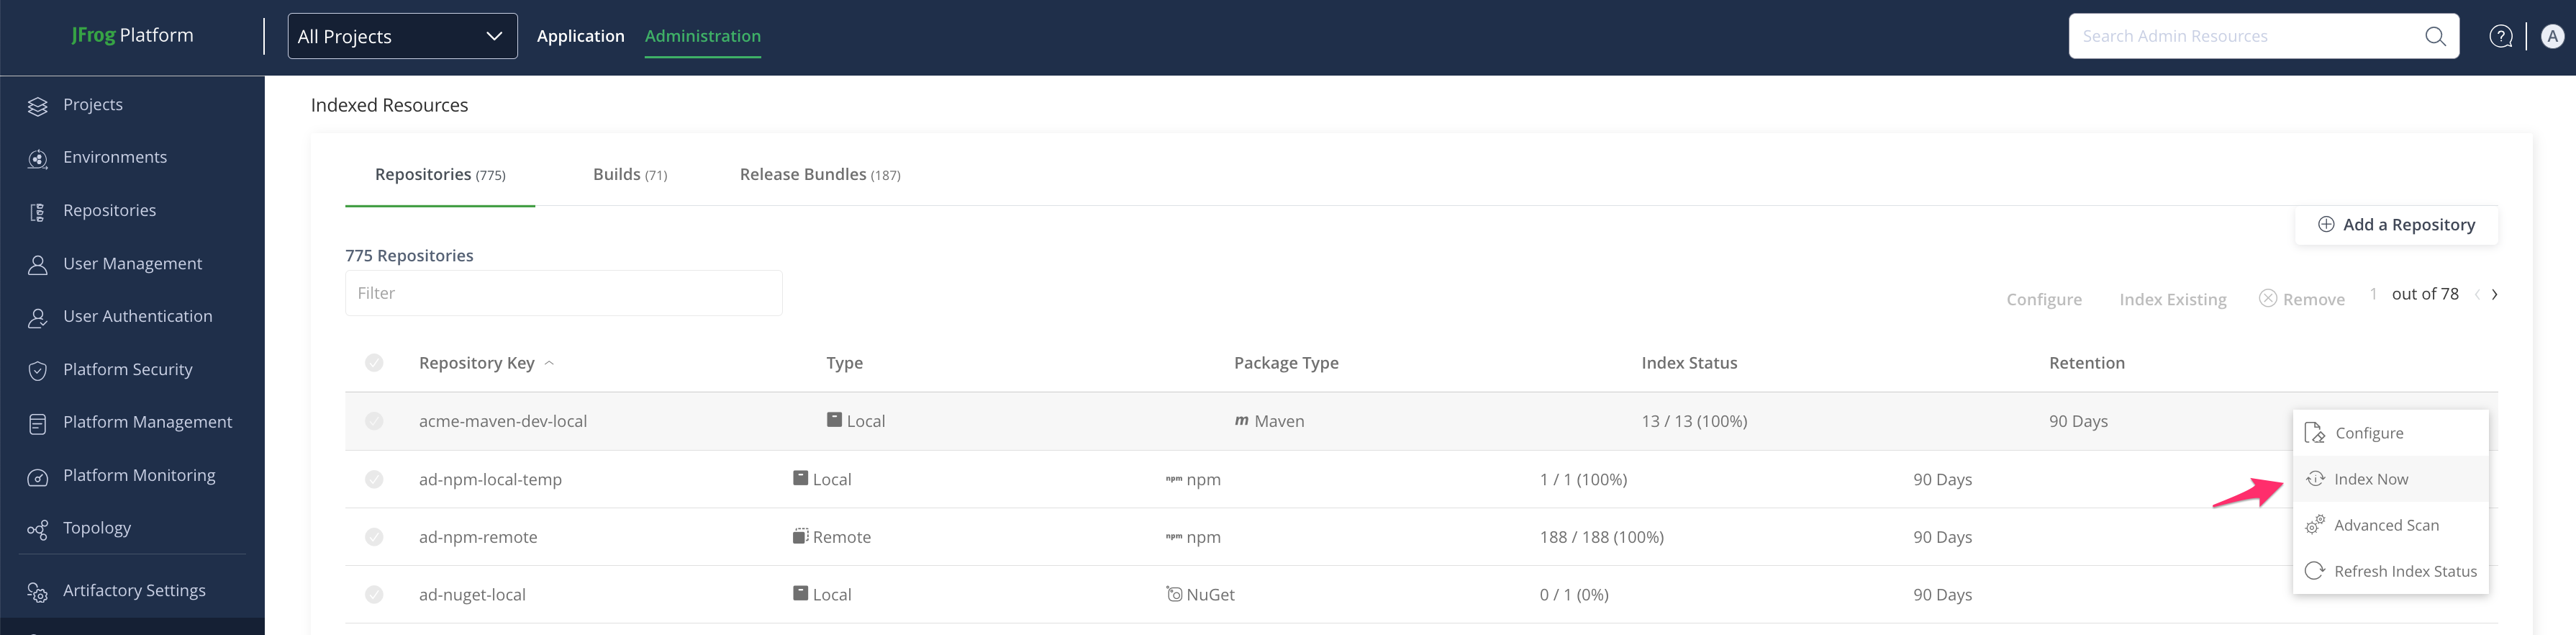 JFrog Platform
All Projects
Application
Administration
Search Admin Resources
?
A
Projects
Environments
Repositories
User Management
User Authentication
Platform Security
Platform Management
Platform Monitoring
Topology
Artifactory Settings
Indexed Resources
Repositories (775)
Builds (71)
Release Bundles (187)
Add a Repository
775 Repositories
Filter
Configure
Index Existing
Remove
1 out of 78
Repository Key Type Package Type Index Status Retention
acme-maven-dev-local Local m Maven 13 / 13 (100%) 90 Days
ad-npm-local-temp Local npm npm 1 / 1 (100%) 90 Days
ad-npm-remote Remote npm npm 188 / 188 (100%) 90 Days
ad-nuget-local Local NuGet 0 / 1 (0%) 90 Days
Configure
Index Now
Advanced Scan
Refresh Index Status